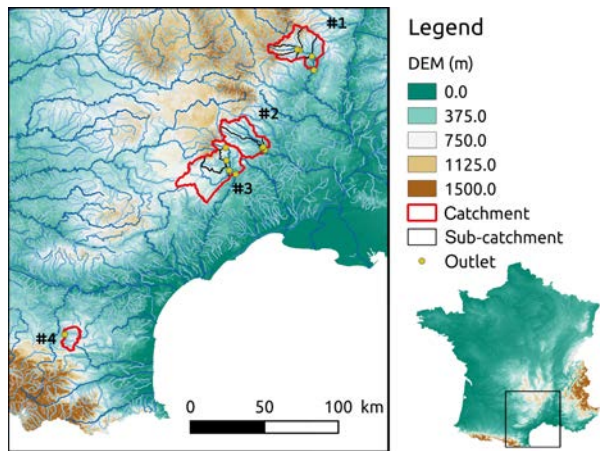 #1
#2
#3
#4
0 50 100 km
Legend
DEM (m)
0.0
375.0
750.0
1125.0
1500.0
Catchment
Sub-catchment
Outlet